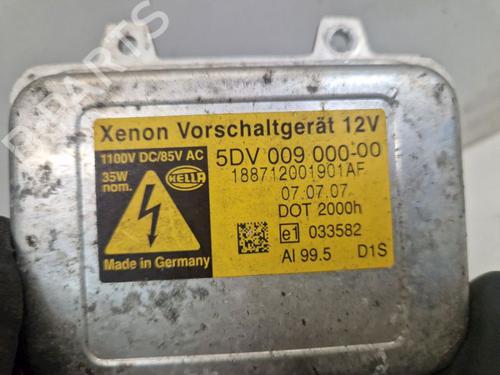 Xenon Vorschaltgerät 12V
1100V DC/85V AC
35W
nom.
HELLA
Made in Germany
5DV 009 000-00
188712001901AF
07.07.07
DOT 2000h
e1 033582
Al 99.5 D1S